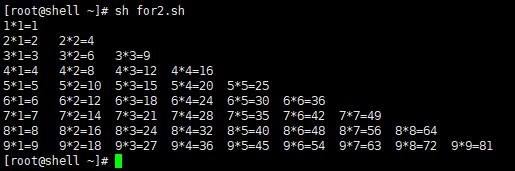 [root@shell ~]# sh for2.sh
1*1=1
2*1=2 2*2=4
3*1=3 3*2=6 3*3=9
4*1=4 4*2=8 4*3=12 4*4=16
5*1=5 5*2=10 5*3=15 5*4=20 5*5=25
6*1=6 6*2=12 6*3=18 6*4=24 6*5=30 6*6=36
7*1=7 7*2=14 7*3=21 7*4=28 7*5=35 7*6=42 7*7=49
8*1=8 8*2=16 8*3=24 8*4=32 8*5=40 8*6=48 8*7=56 8*8=64
9*1=9 9*2=18 9*3=27 9*4=36 9*5=45 9*6=54 9*7=63 9*8=72 9*9=81
[root@shell ~]#